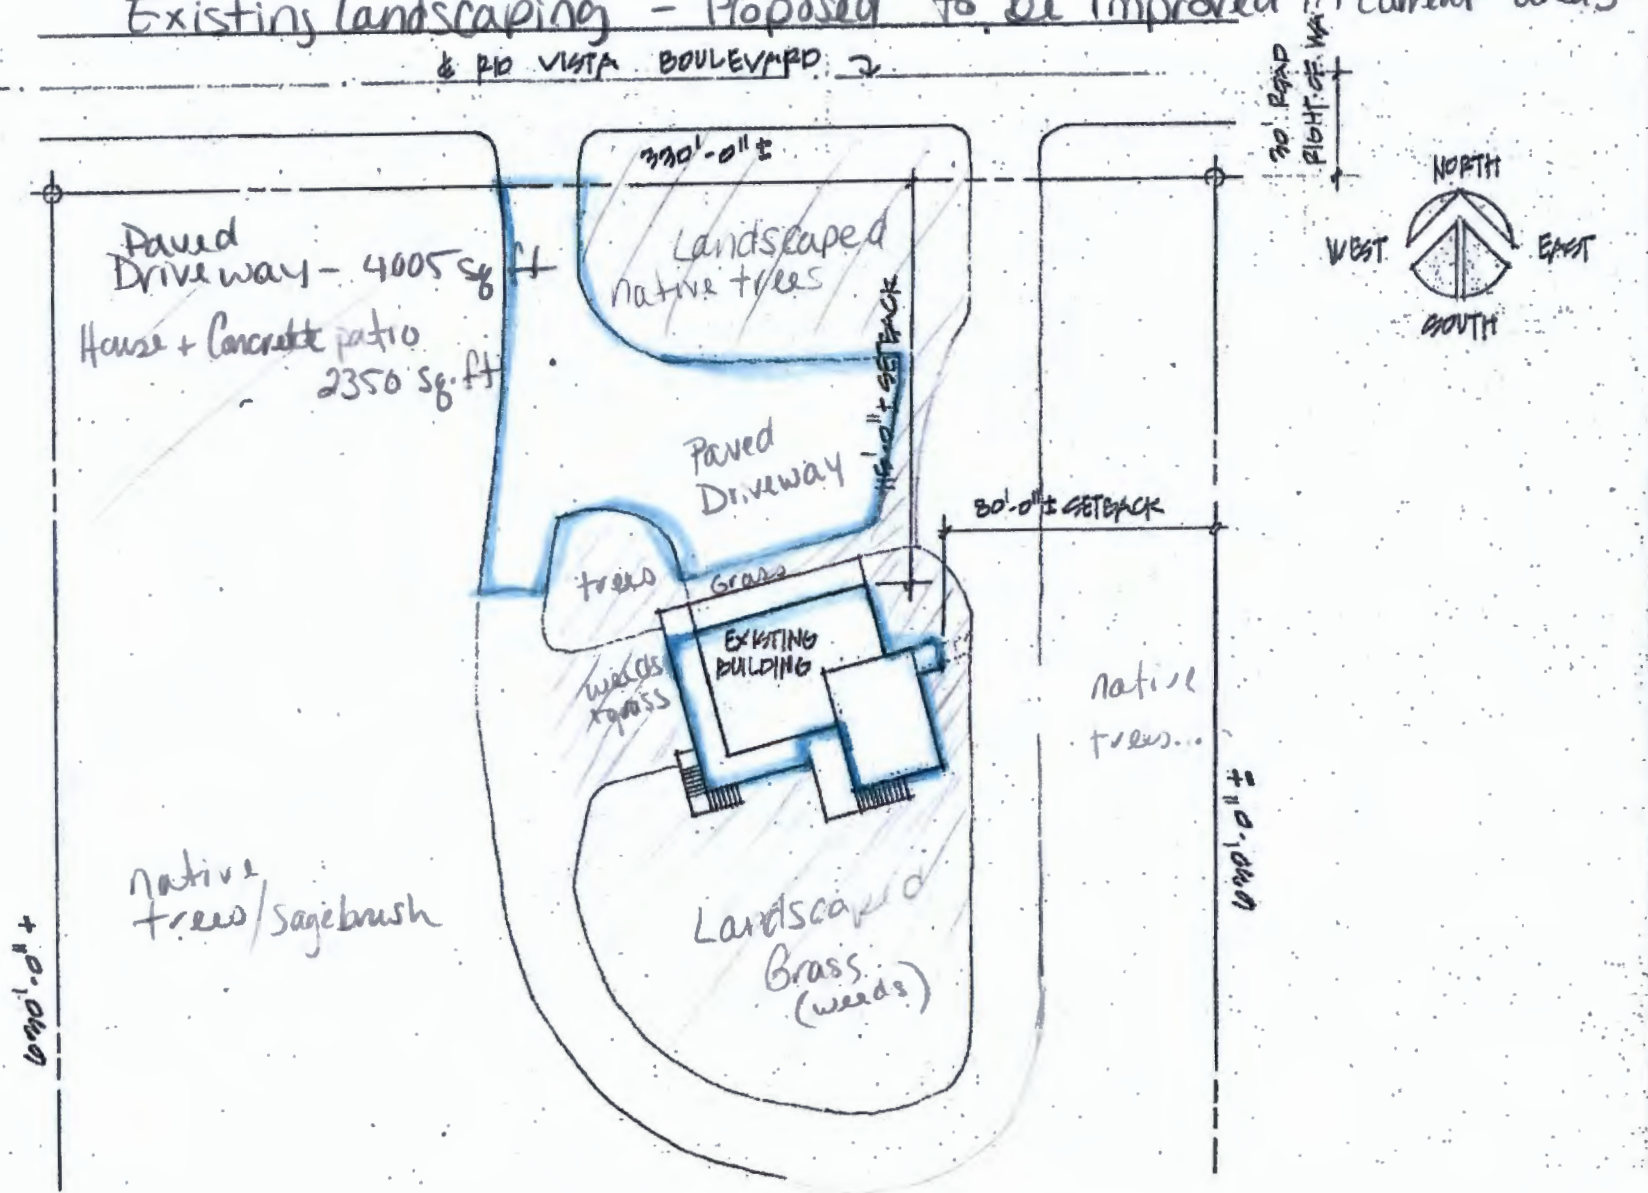 Existing Landscaping - Proposed to be improved
RIO VISTA BOULEVARD
30' ROAD
RIGHT-OF-WAY
330'-0" ±
NORTH
WEST
EAST
SOUTH
Paved
Driveway - 4005 sq ft
House + Concrete patio
2350 sq. ft
Landscaped
native trees
115'-0" ± SETBACK
Paved
Driveway
80'-0" ± SETBACK
trees
Grass
EXISTING
BUILDING
weeds
+ grass
native
trees...
660'-0" ±
native
trees/sagebrush
660'-0" ±
Landscaped
Grass
(weeds)